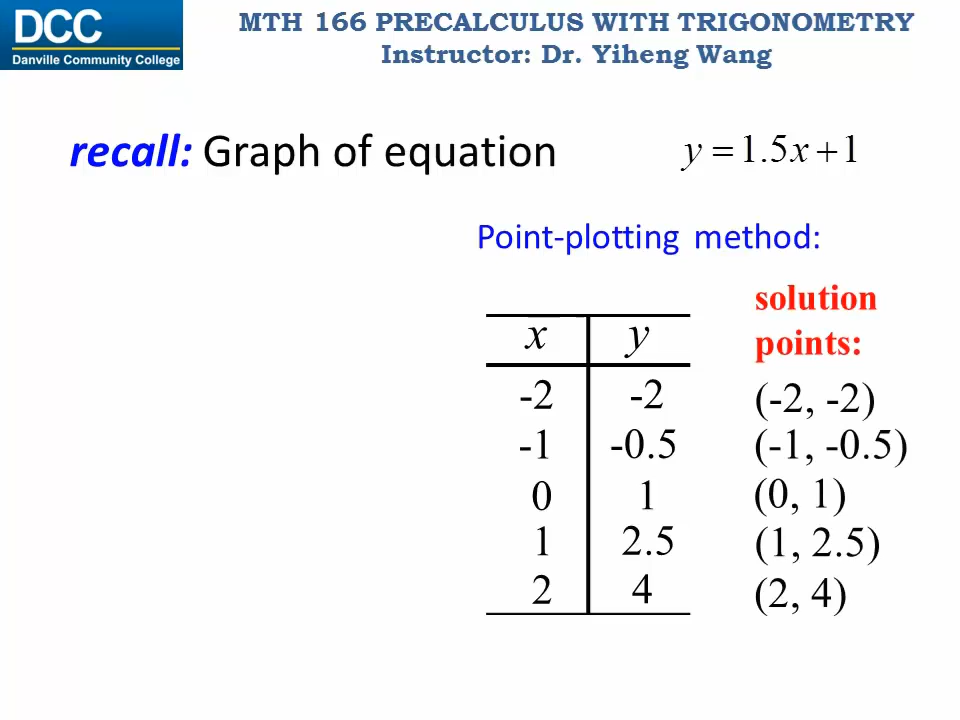 DCC
Danville Community College
MTH 166 PRECALCULUS WITH TRIGONOMETRY
Instructor: Dr. Yiheng Wang
recall: Graph of equation y = 1.5x + 1
Point-plotting method:
solution
points:
x y
-2 -2 (-2, -2)
-1 -0.5 (-1, -0.5)
0 1 (0, 1)
1 2.5 (1, 2.5)
2 4 (2, 4)